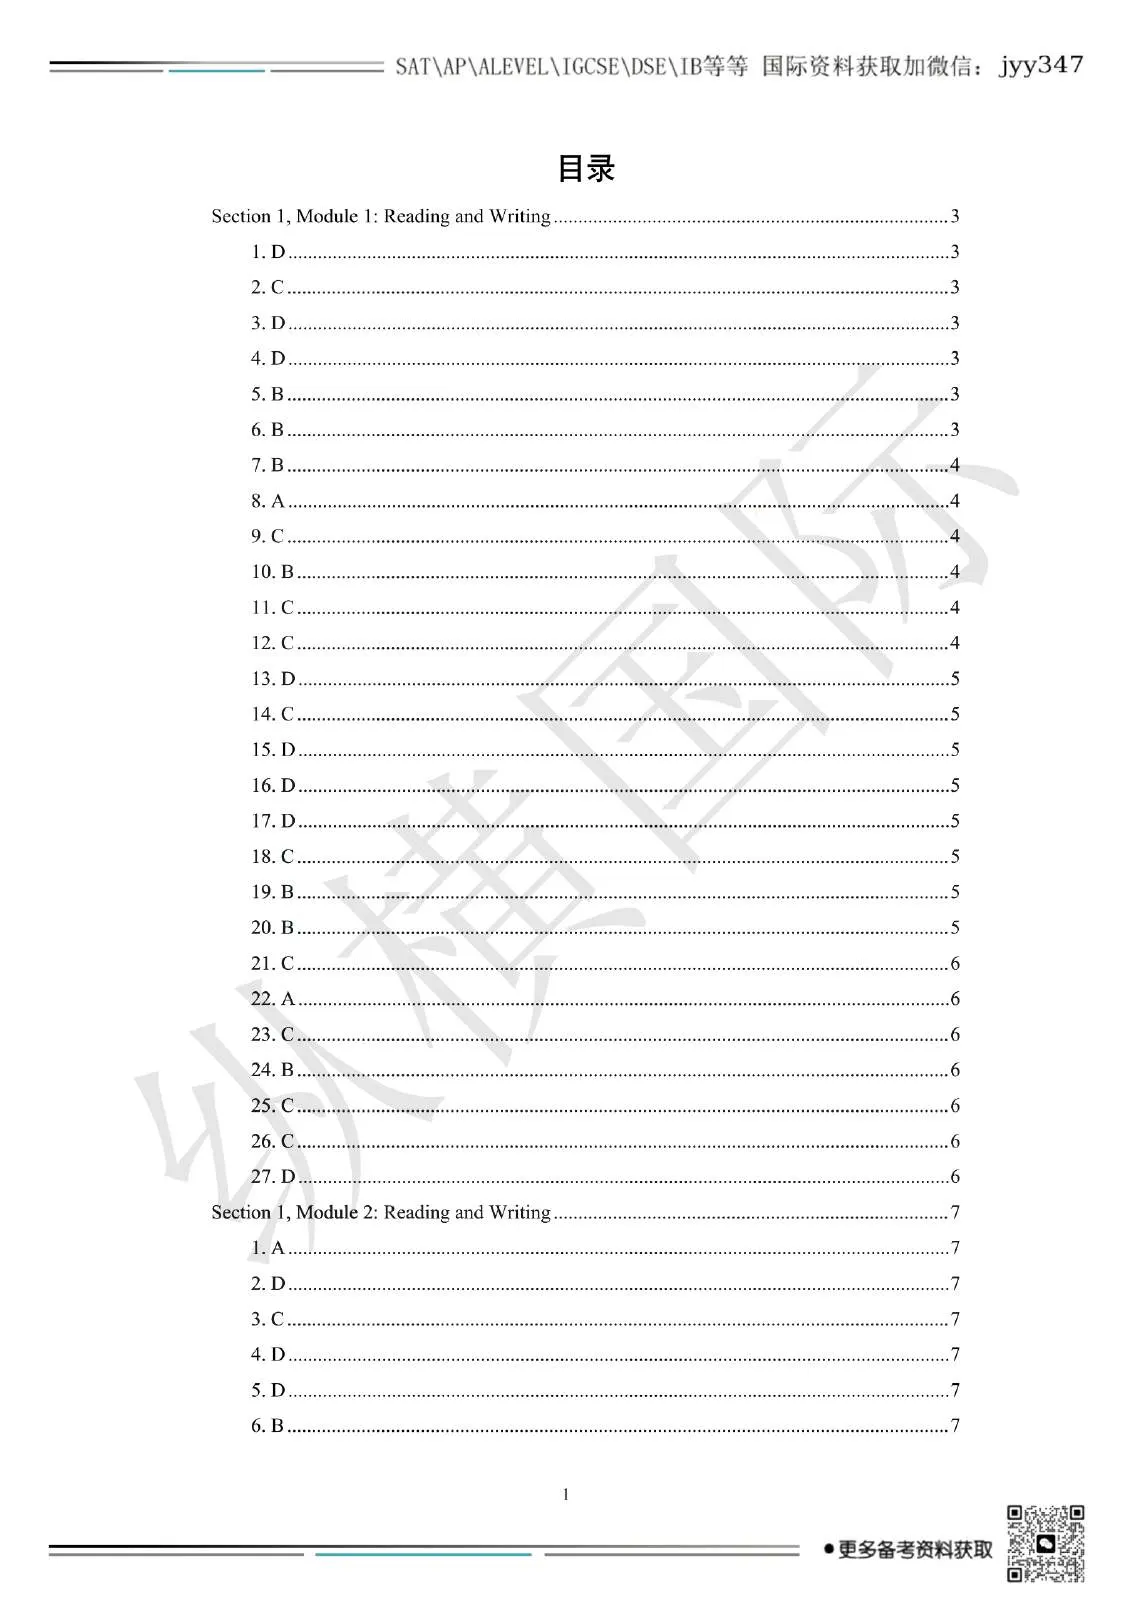 SAT\AP\ALEVEL\IGCSE\DSE\IB等等 国际资料获取加微信: jyy347
目录
Section 1, Module 1: Reading and Writing 3
1. D 3
2. C 3
3. D 3
4. D 3
5. B 3
6. B 3
7. B 4
8. A 4
9. C 4
10. B 4
11. C 4
12. C 4
13. D 5
14. C 5
15. D 5
16. D 5
17. D 5
18. C 5
19. B 5
20. B 5
21. C 6
22. A 6
23. C 6
24. B 6
25. C 6
26. C 6
27. D 6
Section 1, Module 2: Reading and Writing 7
1. A 7
2. D 7
3. C 7
4. D 7
5. D 7
6. B 7
纵横国际
1
●更多备考资料获取